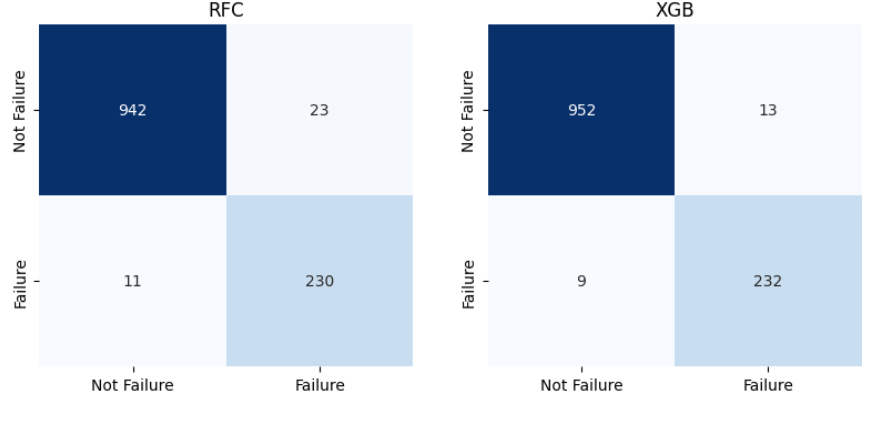 RFC
Not Failure
942
23
Failure
11
230
Not Failure
Failure
XGB
Not Failure
952
13
Failure
9
232
Not Failure
Failure